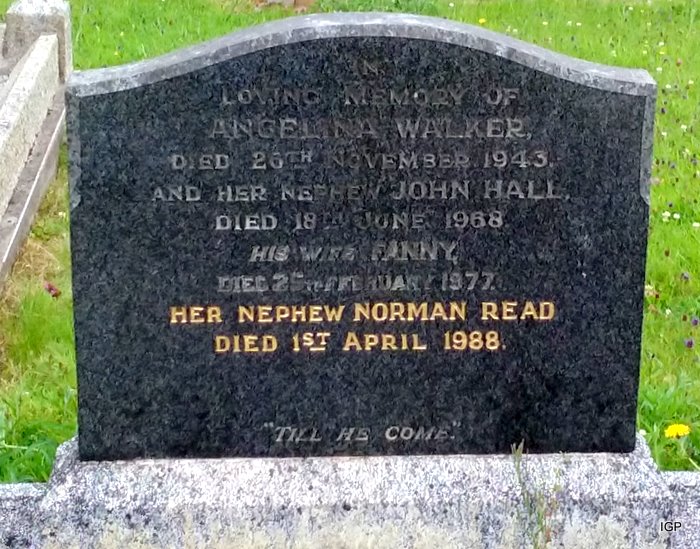 IN
LOVING MEMORY OF
ANGELINA WALKER,
DIED 26TH NOVEMBER 1943.
AND HER NEPHEW JOHN HALL,
DIED 18TH JUNE 1968
HIS WIFE FANNY,
DIED 25TH FEBRUARY 1977.
HER NEPHEW NORMAN READ
DIED 1ST APRIL 1988.
"TILL HE COME."
IGP